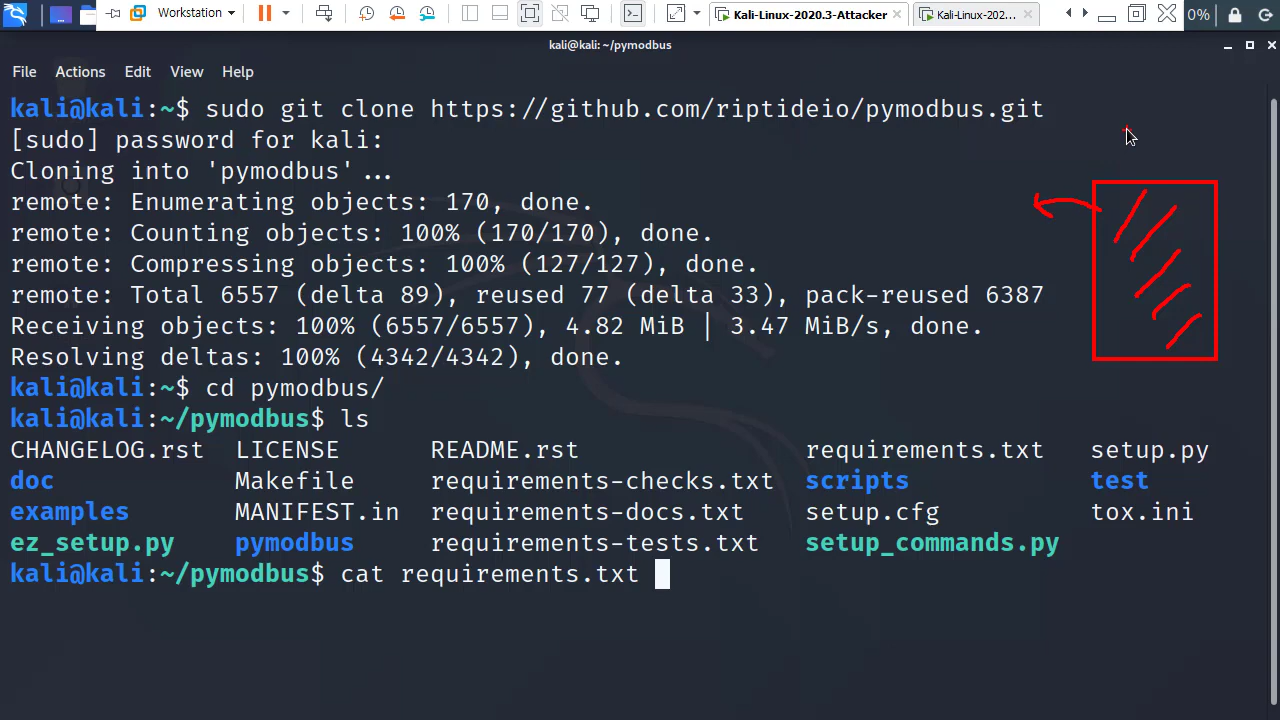 Workstation
Kali-Linux-2020.3-Attacker
Kali-Linux-202...
0%
kali@kali: ~/pymodbus
File Actions Edit View Help
kali@kali:~$ sudo git clone https://github.com/riptideio/pymodbus.git
[sudo] password for kali:
Cloning into 'pymodbus' ...
remote: Enumerating objects: 170, done.
remote: Counting objects: 100% (170/170), done.
remote: Compressing objects: 100% (127/127), done.
remote: Total 6557 (delta 89), reused 77 (delta 33), pack-reused 6387
Receiving objects: 100% (6557/6557), 4.82 MiB | 3.47 MiB/s, done.
Resolving deltas: 100% (4342/4342), done.
kali@kali:~$ cd pymodbus/
kali@kali:~/pymodbus$ ls
CHANGELOG.rst LICENSE README.rst requirements.txt setup.py
doc Makefile requirements-checks.txt scripts test
examples MANIFEST.in requirements-docs.txt setup.cfg tox.ini
ez_setup.py pymodbus requirements-tests.txt setup_commands.py
kali@kali:~/pymodbus$ cat requirements.txt